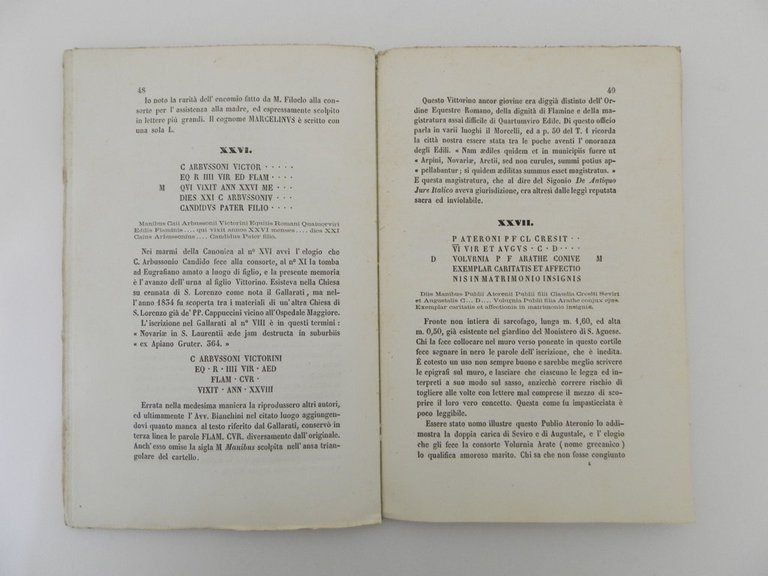 48
Io noto la rarità dell' encomio fatto da M. Filoclo alla con-
sorte per l' assistenza alla madre, ed espressamente scolpito
in lettere più grandi. Il cognome MARCELINVS è scritto con
una sola L.
XXVI.
C ARBVSSONI VICTOR · · · · ·
EQ R IIII VIR ED FLAM · · · ·
M QVI VIXIT ANN XXVI ME · · ·
DIES XXI C ARBVSSONIV · · · ·
CANDIDVS PATER FILIO · · · ·
Manibus Caii Arbussonii Victorini Equitis Romani Quatuorviri
Edilis Flaminis .... qui vixit annos XXVI menses .... dies XXI
Caius Arbussonius.... Candidus Pater filio.
Nei marmi della Canonica al nº XVI avvi l' elogio che
C. Arbussonio Candido fece alla consorte, al nº XI la tomba
ad Eugrafiano amato a luogo di figlio, e la presente memoria
è l' avanzo dell' urna al figlio Vittorino. Esisteva nella Chiesa
su cennata di S. Lorenzo come nota il Gallarati, ma nel-
l' anno 1834 fu scoperta tra i materiali di un' altra Chiesa di
S. Lorenzo già de' PP. Cappuccini vicino all'Ospedale Maggiore.
L'iscrizione nel Gallarati al nº VIII è in questi termini :
« Novariæ in S. Laurentii æde jam destructa in suburbiis
« ex Apiano Gruter. 364. »
C ARBVSSONI VICTORINI
EQ · R · IIII VIR · AED
FLAM · CVR ·
VIXIT · ANN · XXVIII
Errata nella medesima maniera la riprodussero altri autori,
ed ultimamente l' Avv. Bianchini nel citato luogo aggiungen-
dovi quanto manca al testo riferito dal Gallarati, conservò in
terza linea le parole FLAM. CVR. diversamente dall'originale.
Anch' esso omise la sigla M Manibus scolpita nell' ansa trian-
golare del cartello.
49
Questo Vittorino ancor giovine era diggià distinto dell' Or-
dine Equestre Romano, della dignità di Flamine e della
magistratura assai difficile di Quartumviro Edile. Di questo officio
parla in varii luoghi il Morcelli, ed a p. 50 del T. I ricorda
la città nostra essere stata tra le poche aventi l' onoranza
degli Edili. « Nam ædiles quidem et in municipiis fuere ut
« Arpini, Novariæ, Aretii, sed non curules, summi potius ap-
« pellabantur; si quidem ædilitas summus esset magistratus. »
E questa magistratura, che al dire del Sigonio De Antiquo
Jure Italico aveva giurisdizione, era altresì dalle leggi reputata
sacra ed inviolabile.
XXVII.
P ATERONI P F CL CRESIT · ·
VI VIR ET AVGVS · C · D · · · ·
D VOLVRNIA P F ARATHE CONIVE M
EXEMPLAR CARITATIS ET AFFECTIO
NIS IN MATRIMONIO INSIGNIS
Diis Manibus Publii Ateronii Publii filii Claudia Cresiti Seviri
et Augustalis C... D.... Volurnia Publii filia Arathe conjux ejus.
Exemplar caritatis et affectionis in matrimonio insignis.
Fronte non intiera di sarcofago, lunga m. 1,60, ed alta
m. 0,50, già esistente nel giardino del Monistero di S. Agnese.
Chi la fece collocare nel muro verso ponente in questo cortile
fece segnare in nero le parole dell' iscrizione, che è inedita.
È cotesto un uso non buono e sarebbe meglio scrivere le
epigrafi sul muro, e lasciare che ciascuno le legga ed in-
terpreti a suo modo sul sasso, anzichè correre rischio di
togliere alle volte con lettere mal comprese il mezzo di sco-
prire il loro vero concetto. Questa come fu impasticciata è
poco leggibile.
Essere stato uomo illustre questo Publio Ateronio lo addi-
mostra la doppia carica di Seviro e di Augustale, e l' elogio
che gli fece la consorte Volurnia Arate ( nome grecanico )
lo qualifica amoroso marito. Chi sa che non fosse congiunto
4